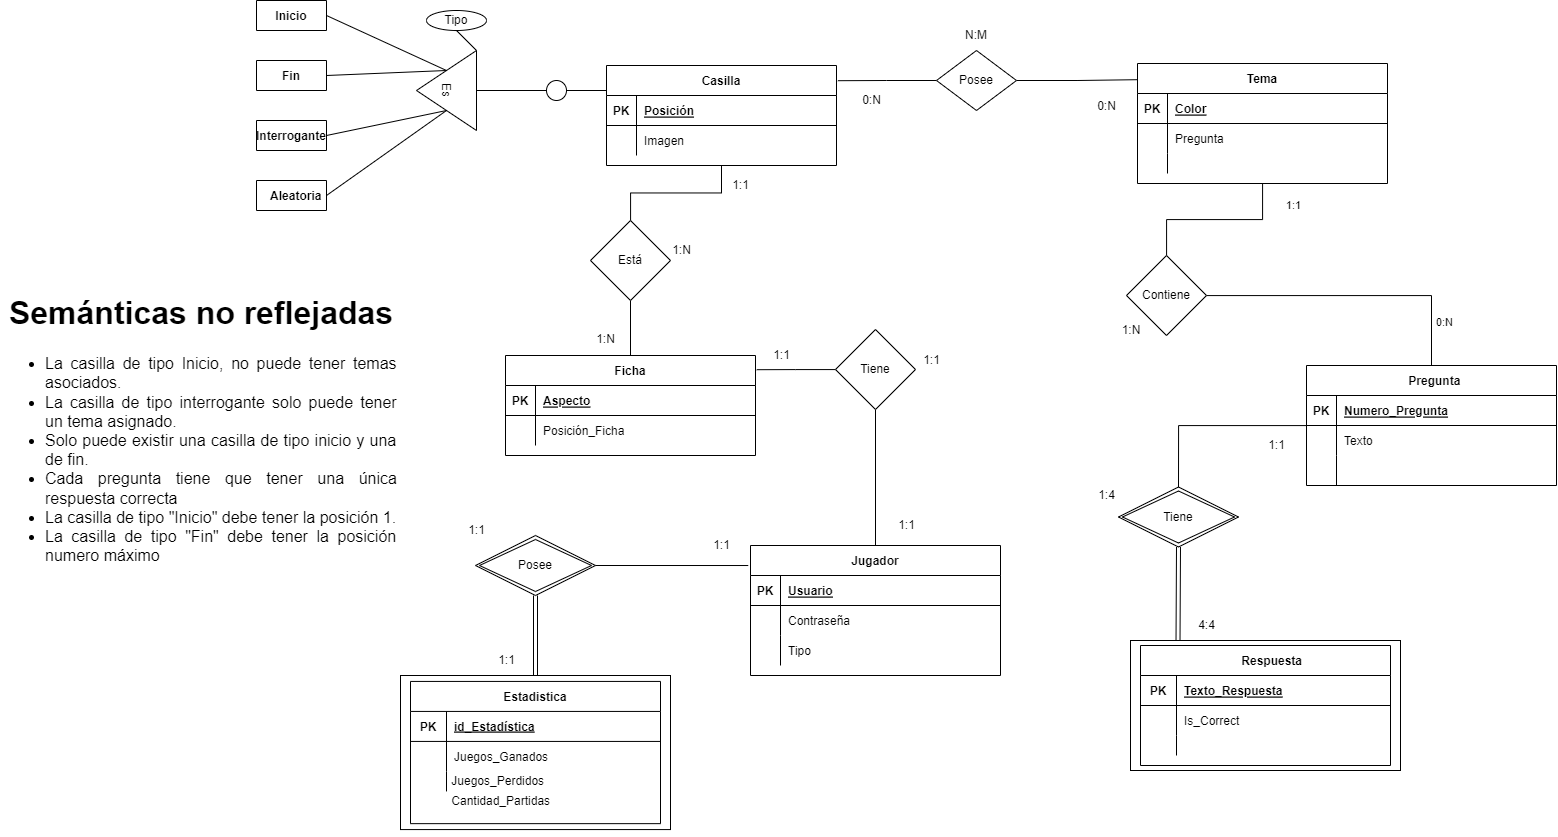 Inicio
Tipo
Fin
Es
Interrogante
Aleatoria
N:M
Casilla
PK Posición
Imagen
0:N
Posee
0:N
Tema
PK Color
Pregunta
1:1
Está
1:N
1:N
1:1
Contiene
1:N
0:N
Semánticas no reflejadas
• La casilla de tipo Inicio, no puede tener temas
asociados.
• La casilla de tipo interrogante solo puede tener
un tema asignado.
• Solo puede existir una casilla de tipo inicio y una
de fin.
• Cada pregunta tiene que tener una única
respuesta correcta
• La casilla de tipo "Inicio" debe tener la posición 1.
• La casilla de tipo "Fin" debe tener la posición
numero máximo
Ficha
PK Aspecto
Posición_Ficha
1:1
Tiene
1:1
1:1
Pregunta
PK Numero_Pregunta
Texto
1:1
1:4
Tiene
4:4
1:1
Posee
1:1
1:1
Jugador
PK Usuario
Contraseña
Tipo
Estadistica
PK id_Estadística
Juegos_Ganados
Juegos_Perdidos
Cantidad_Partidas
Respuesta
PK Texto_Respuesta
Is_Correct